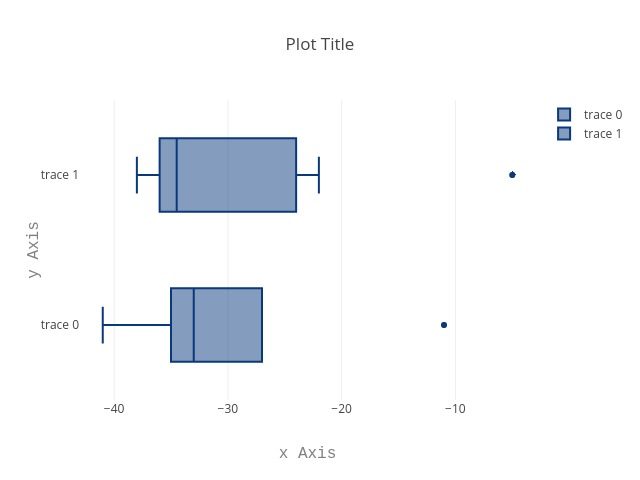 Plot Title
trace 0
trace 1
trace 1
trace 0
y Axis
−40
−30
−20
−10
x Axis